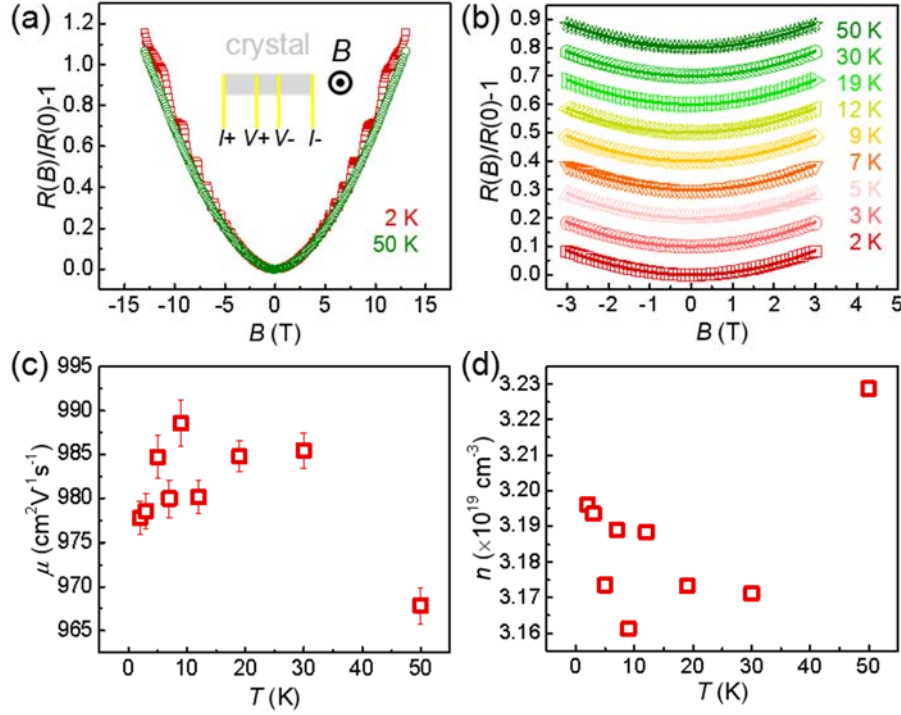 (a)
R(B)/R(0)-1
1.2
1.0
0.8
0.6
0.4
0.2
0.0
crystal
B
I+ V+ V- I-
2 K
50 K
-15 -10 -5 0 5 10 15
B (T)
(b)
R(B)/R(0)-1
0.9
0.8
0.7
0.6
0.5
0.4
0.3
0.2
0.1
0.0
50 K
30 K
19 K
12 K
9 K
7 K
5 K
3 K
2 K
-3 -2 -1 0 1 2 3 4 5
B (T)
(c)
μ (cm²V⁻¹s⁻¹)
995
990
985
980
975
970
965
0 10 20 30 40 50
T (K)
(d)
n (×10¹⁹ cm⁻³)
3.23
3.22
3.21
3.20
3.19
3.18
3.17
3.16
0 10 20 30 40 50
T (K)